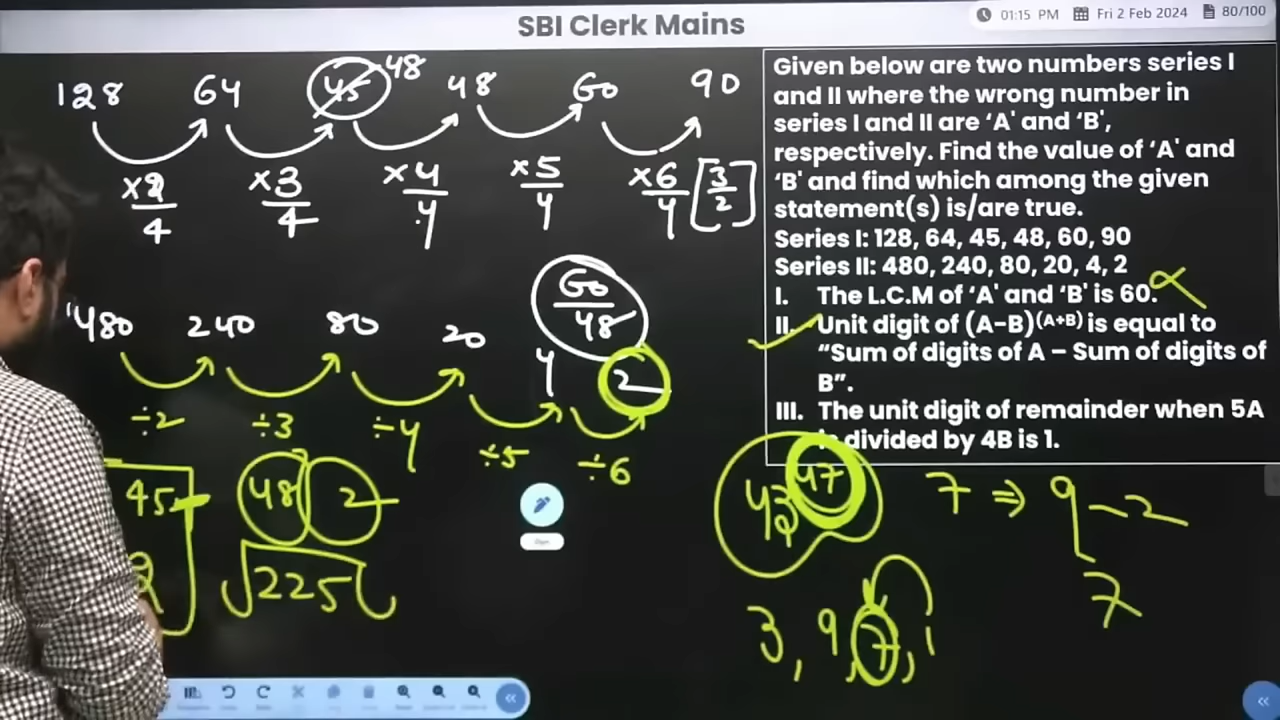 01:15 PM Fri 2 Feb 2024 80/100
SBI Clerk Mains
128 64 45 48 48 60 90
×2/4 ×3/4 ×4/4 ×5/4 ×6/4 [3/2]
60/48
480 240 80 20 4 2
÷2 ÷3 ÷4 ÷5 ÷6
45 48 2
2 √225
Given below are two numbers series I
and II where the wrong number in
series I and II are ‘A' and ‘B',
respectively. Find the value of ‘A' and
‘B' and find which among the given
statement(s) is/are true.
Series I: 128, 64, 45, 48, 60, 90
Series II: 480, 240, 80, 20, 4, 2
I. The L.C.M of ‘A' and ‘B' is 60.
II. Unit digit of (A–B)(A+B) is equal to
“Sum of digits of A – Sum of digits of
B”.
III. The unit digit of remainder when 5A
divided by 4B is 1.
43 47 7 ⇒ 9 – 2
7
3, 9, 7, 1